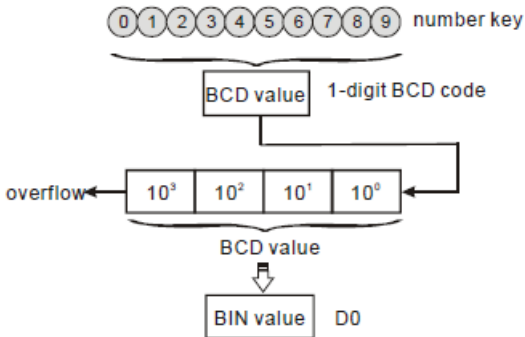 0 1 2 3 4 5 6 7 8 9 number key
BCD value 1-digit BCD code
overflow 10³ 10² 10¹ 10⁰
BCD value
BIN value D0